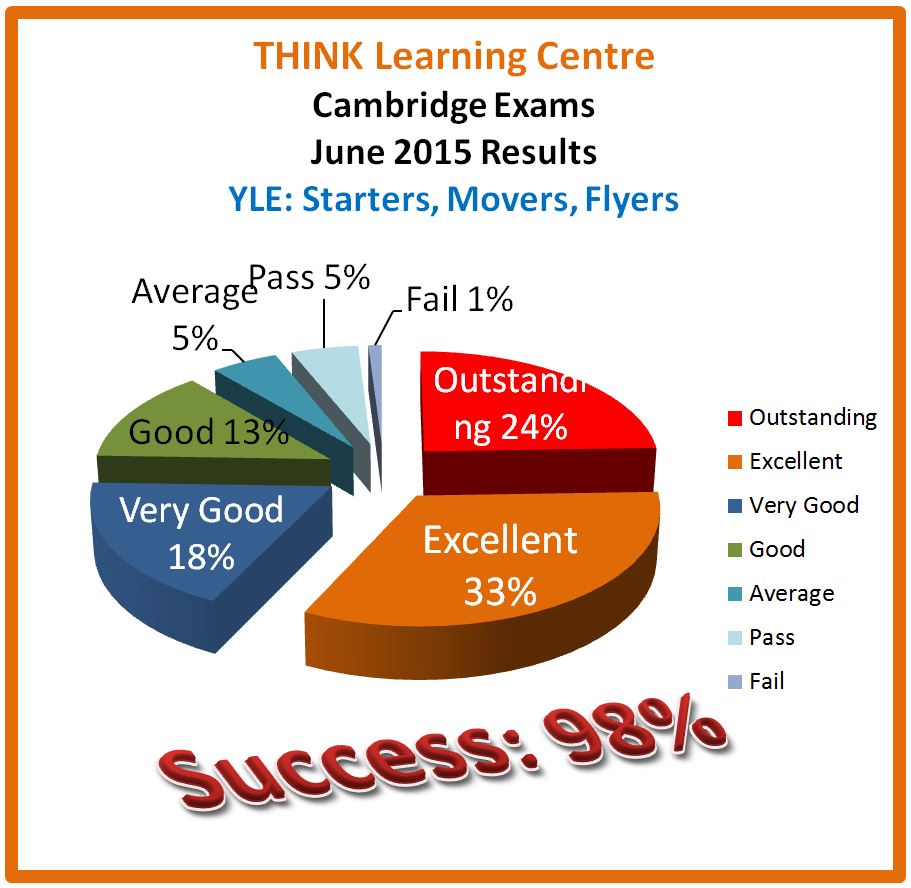 THINK Learning Centre
Cambridge Exams
June 2015 Results
YLE: Starters, Movers, Flyers
Pass 5%
Average
5%
Fail 1%
Outstandi
ng 24%
Good 13%
Very Good
18%
Excellent
33%
Outstanding
Excellent
Very Good
Good
Average
Pass
Fail
Success: 98%